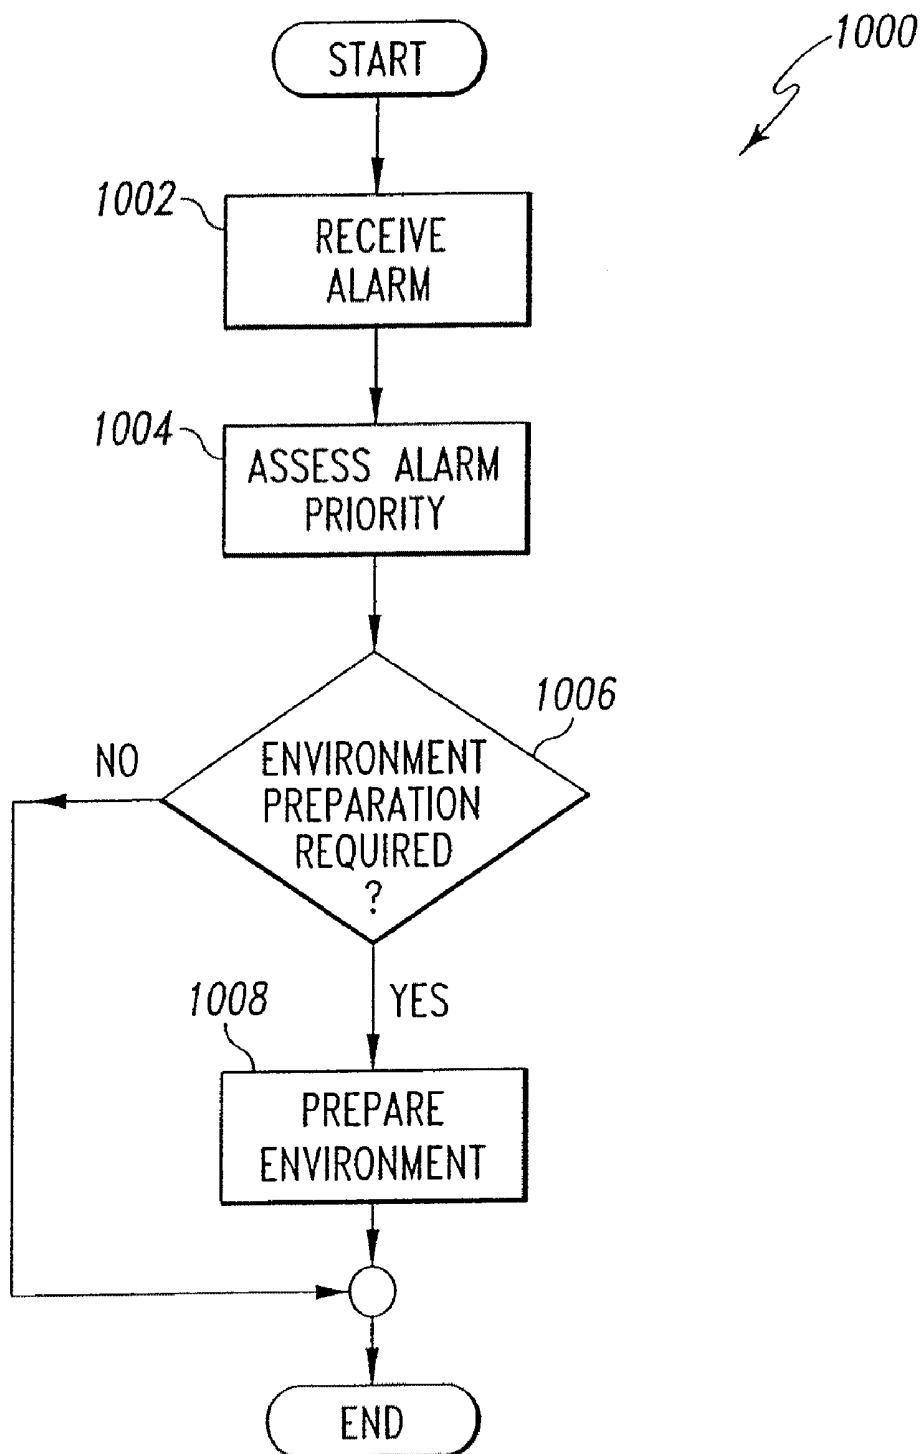 START
1000
1002
RECEIVE
ALARM
1004
ASSESS ALARM
PRIORITY
1006
NO
ENVIRONMENT
PREPARATION
REQUIRED
?
YES
1008
PREPARE
ENVIRONMENT
END